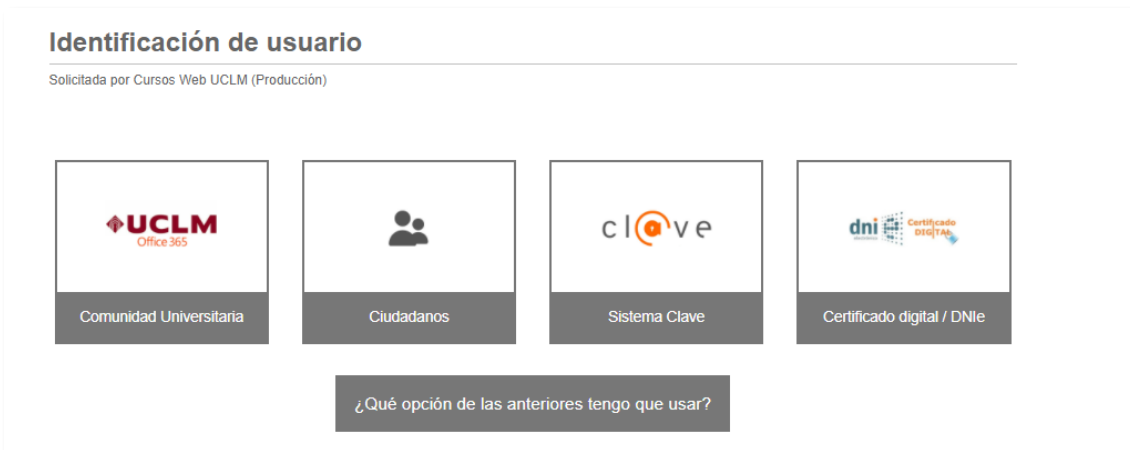 Identificación de usuario
Solicitada por Cursos Web UCLM (Producción)
UCLM
Office 365
Comunidad Universitaria
Ciudadanos
cl@ve
Sistema Clave
dni
Certificado
DIGITAL
Certificado digital / DNIe
¿Qué opción de las anteriores tengo que usar?